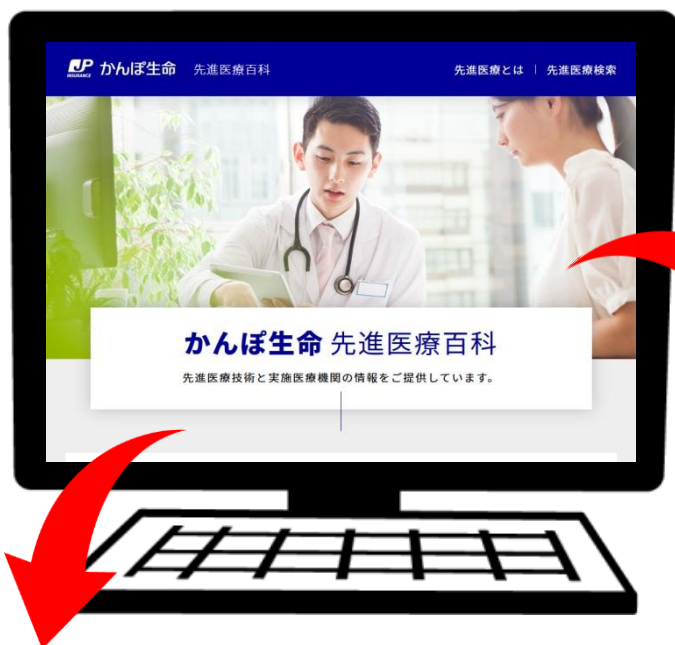 JP INSURANCE かんぽ生命 先進医療百科 先進医療とは | 先進医療検索
かんぽ生命 先進医療百科
先進医療技術と実施医療機関の情報をご提供しています。